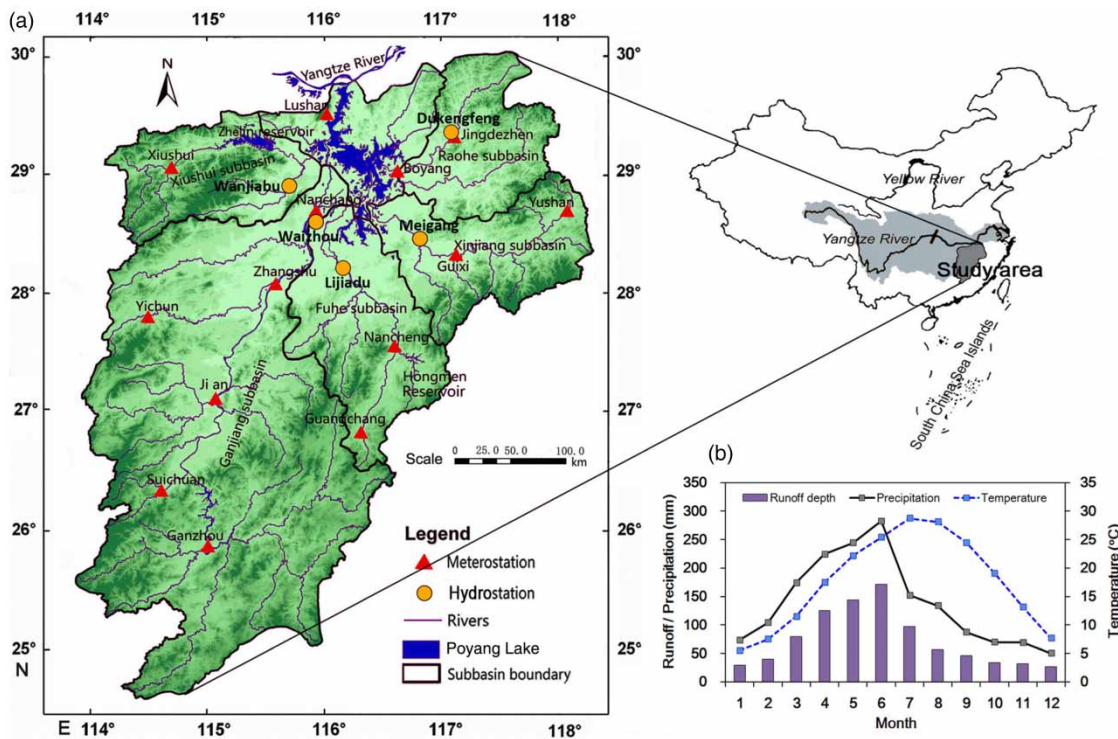 (a)
114° 115° 116° 117° 118°
30°
29°
28°
27°
26°
25°
N
N
Yangtze River
Lushan
Zhelin reservoir
Xiushui
Xiushui subbasin
Wanjiabu
Dukengfeng
Jingdezhen
Raohe subbasin
Boyang
Nanchang
Waizhou
Meigang
Yushan
Xinjiang subbasin
Guixi
Lijiadu
Zhangshu
Yichun
Fuhe subbasin
Nancheng
Hongmen
Reservoir
Ji an
Ganjiang subbasin
Guangchang
Suichuan
Ganzhou
Scale
0 25.0 50.0 100.0
km
Legend
Meterostation
Hydrostation
Rivers
Poyang Lake
Subbasin boundary
30°
29°
28°
27°
26°
25°
E
114° 115° 116° 117° 118°
Yellow River
Yangtze River
Study area
South China Sea Islands
(b)
Runoff depth Precipitation Temperature
Runoff / Precipitation (mm)
350
300
250
200
150
100
50
0
35
30
25
20
15
10
5
0
Temperature (°C)
1 2 3 4 5 6 7 8 9 10 11 12
Month